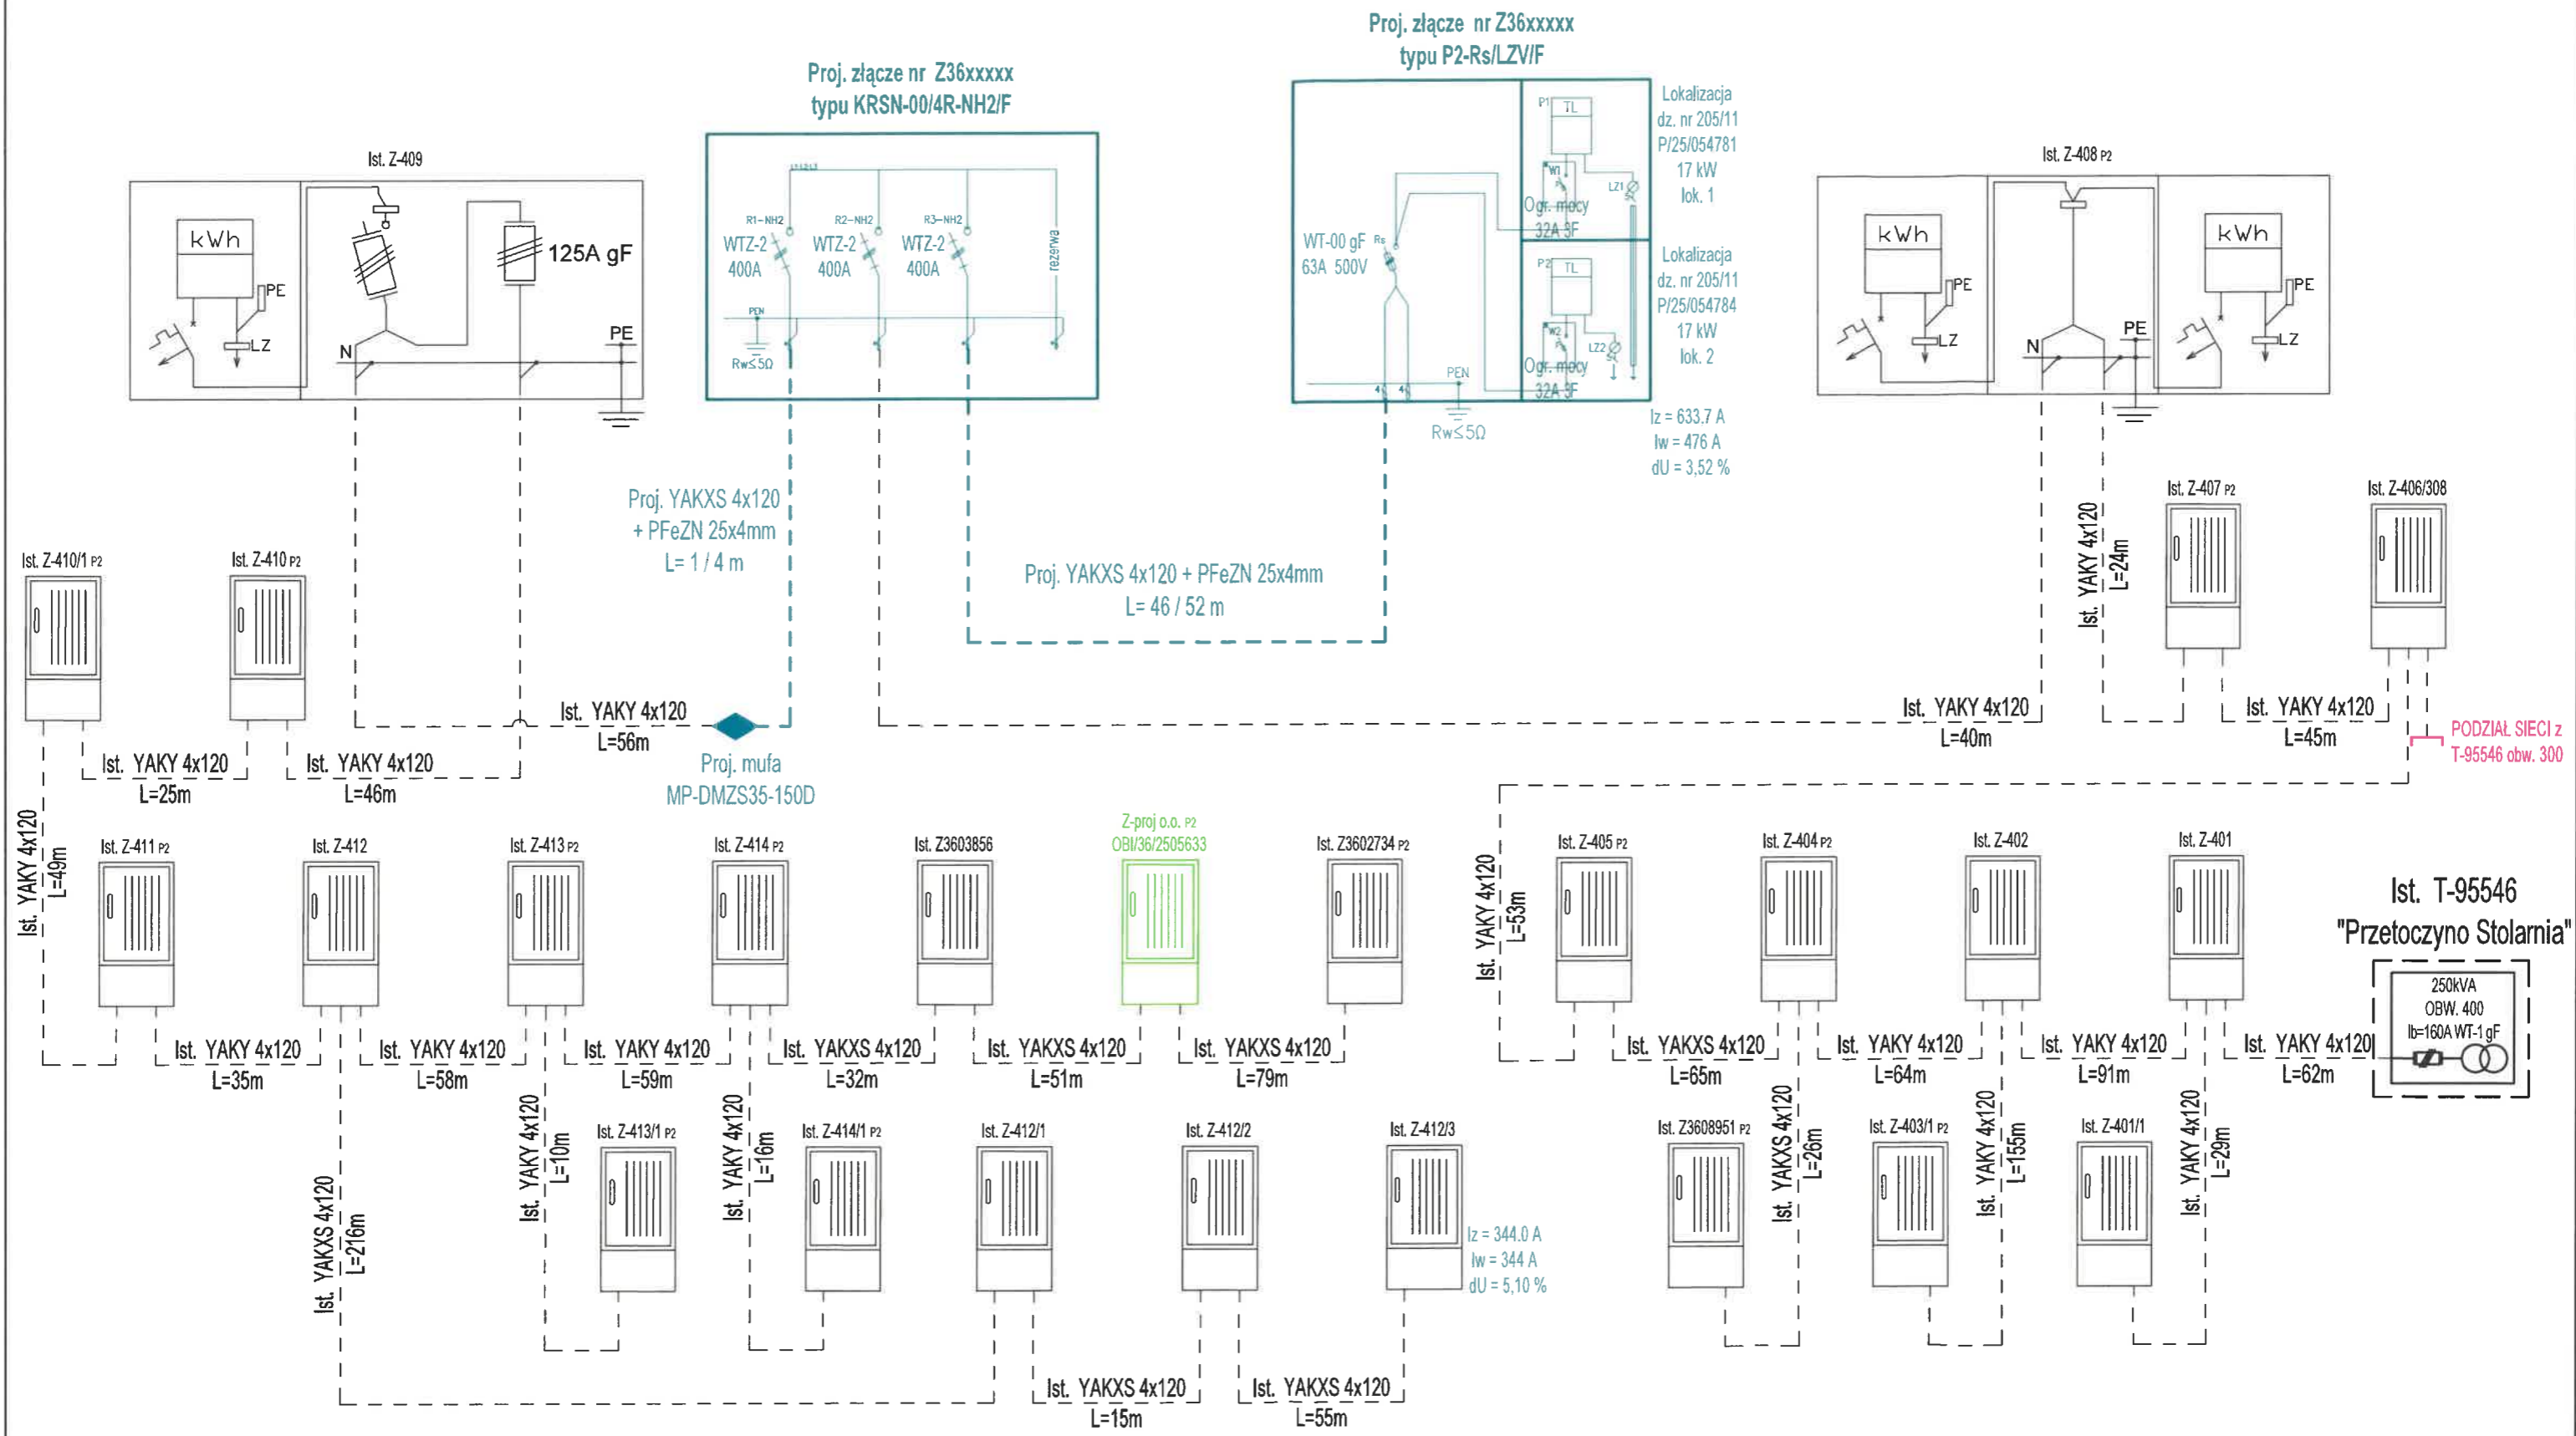 Proj. złącze nr Z36xxxxx
typu P2-Rs/LZV/F
Proj. złącze nr Z36xxxxx
typu KRSN-00/4R-NH2/F
Ist. Z-409
kWh
PE
LZ
N
125A gF
PE
L1 L2 L3
R1-NH2
R2-NH2
R3-NH2
WTZ-2
400A
WTZ-2
400A
WTZ-2
400A
rezerwa
PEN
Rw≤5Ω
WT-00 gF
63A 500V
Rs
P1
TL
W1
LZ1
Ogr. mocy
32A 3F
P2
TL
W2
LZ2
Ogr. mocy
32A 3F
PEN
4
4
Rw≤5Ω
Lokalizacja
dz. nr 205/11
P/25/054781
17 kW
lok. 1
Lokalizacja
dz. nr 205/11
P/25/054784
17 kW
lok. 2
Iz = 633.7 A
Iw = 476 A
dU = 3,52 %
Ist. Z-408 P2
kWh
PE
LZ
N
PE
kWh
PE
LZ
Proj. YAKXS 4x120
+ PFeZN 25x4mm
L= 1 / 4 m
Proj. YAKXS 4x120 + PFeZN 25x4mm
L= 46 / 52 m
Ist. YAKY 4x120
L=24m
Ist. Z-407 P2
Ist. Z-406/308
Ist. Z-410/1 P2
Ist. Z-410 P2
Ist. YAKY 4x120
L=25m
Ist. YAKY 4x120
L=46m
Ist. YAKY 4x120
L=56m
Proj. mufa
MP-DMZS35-150D
Ist. YAKY 4x120
L=40m
Ist. YAKY 4x120
L=45m
PODZIAŁ SIECI z
T-95546 obw. 300
Ist. YAKY 4x120
L=49m
Ist. Z-411 P2
Ist. Z-412
Ist. Z-413 P2
Ist. Z-414 P2
Ist. Z3603856
Z-proj o.o. P2
OBI/36/2505633
Ist. Z3602734 P2
Ist. YAKY 4x120
L=53m
Ist. Z-405 P2
Ist. Z-404 P2
Ist. Z-402
Ist. Z-401
Ist. T-95546
"Przetoczyno Stolarnia"
250kVA
OBW. 400
Ib=160A WT-1 gF
Ist. YAKY 4x120
L=35m
Ist. YAKY 4x120
L=58m
Ist. YAKY 4x120
L=59m
Ist. YAKXS 4x120
L=32m
Ist. YAKXS 4x120
L=51m
Ist. YAKXS 4x120
L=79m
Ist. YAKXS 4x120
L=65m
Ist. YAKY 4x120
L=64m
Ist. YAKY 4x120
L=91m
Ist. YAKY 4x120
L=62m
Ist. YAKXS 4x120
L=216m
Ist. YAKY 4x120
L=10m
Ist. Z-413/1 P2
Ist. YAKY 4x120
L=16m
Ist. Z-414/1 P2
Ist. Z-412/1
Ist. Z-412/2
Ist. Z-412/3
Iz = 344.0 A
Iw = 344 A
dU = 5,10 %
Ist. Z3608951 P2
Ist. YAKXS 4x120
L=26m
Ist. Z-403/1 P2
Ist. YAKY 4x120
L=155m
Ist. Z-401/1
Ist. YAKY 4x120
L=29m
Ist. YAKXS 4x120
L=15m
Ist. YAKXS 4x120
L=55m